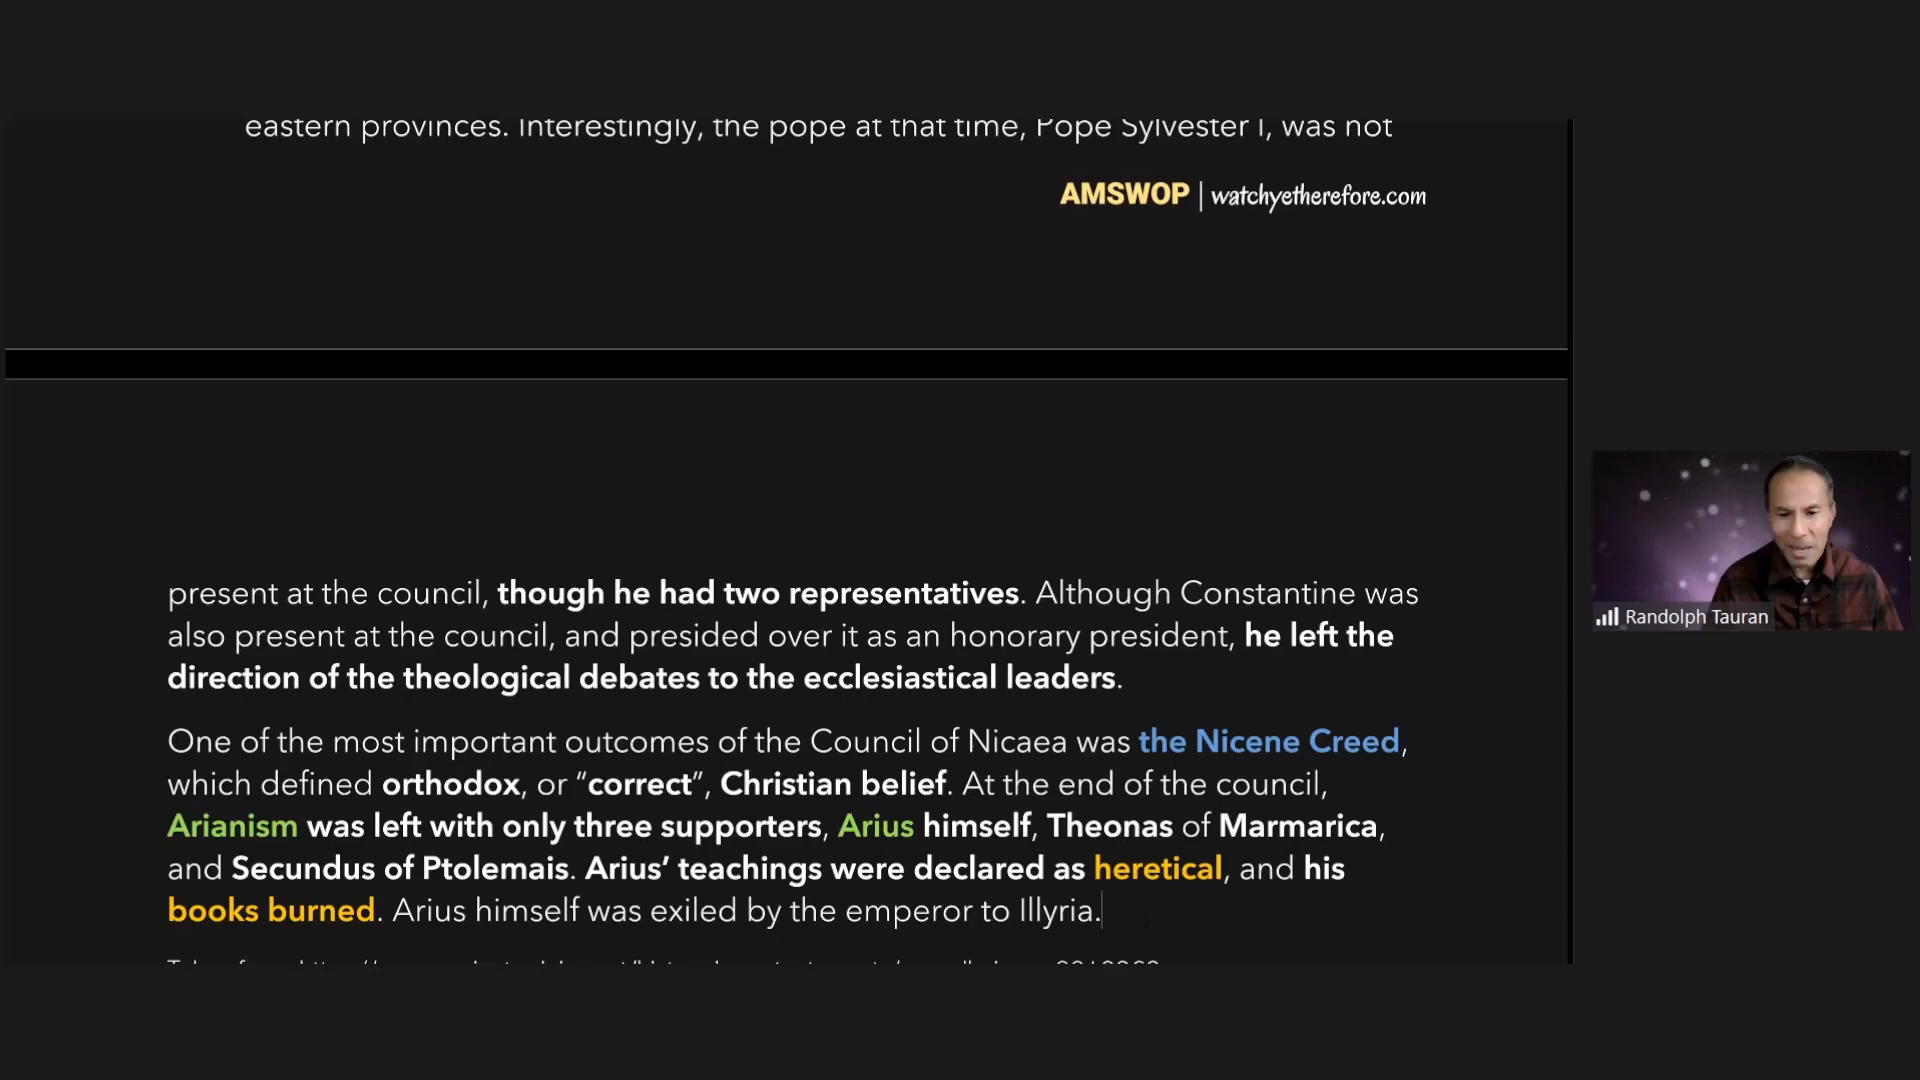 eastern provinces. Interestingly, the pope at that time, Pope Sylvester I, was not
AMSWOP | watchyetherefore.com
present at the council, though he had two representatives. Although Constantine was
also present at the council, and presided over it as an honorary president, he left the
direction of the theological debates to the ecclesiastical leaders.
One of the most important outcomes of the Council of Nicaea was the Nicene Creed,
which defined orthodox, or “correct”, Christian belief. At the end of the council,
Arianism was left with only three supporters, Arius himself, Theonas of Marmarica,
and Secundus of Ptolemais. Arius’ teachings were declared as heretical, and his
books burned. Arius himself was exiled by the emperor to Illyria.
Randolph Tauran